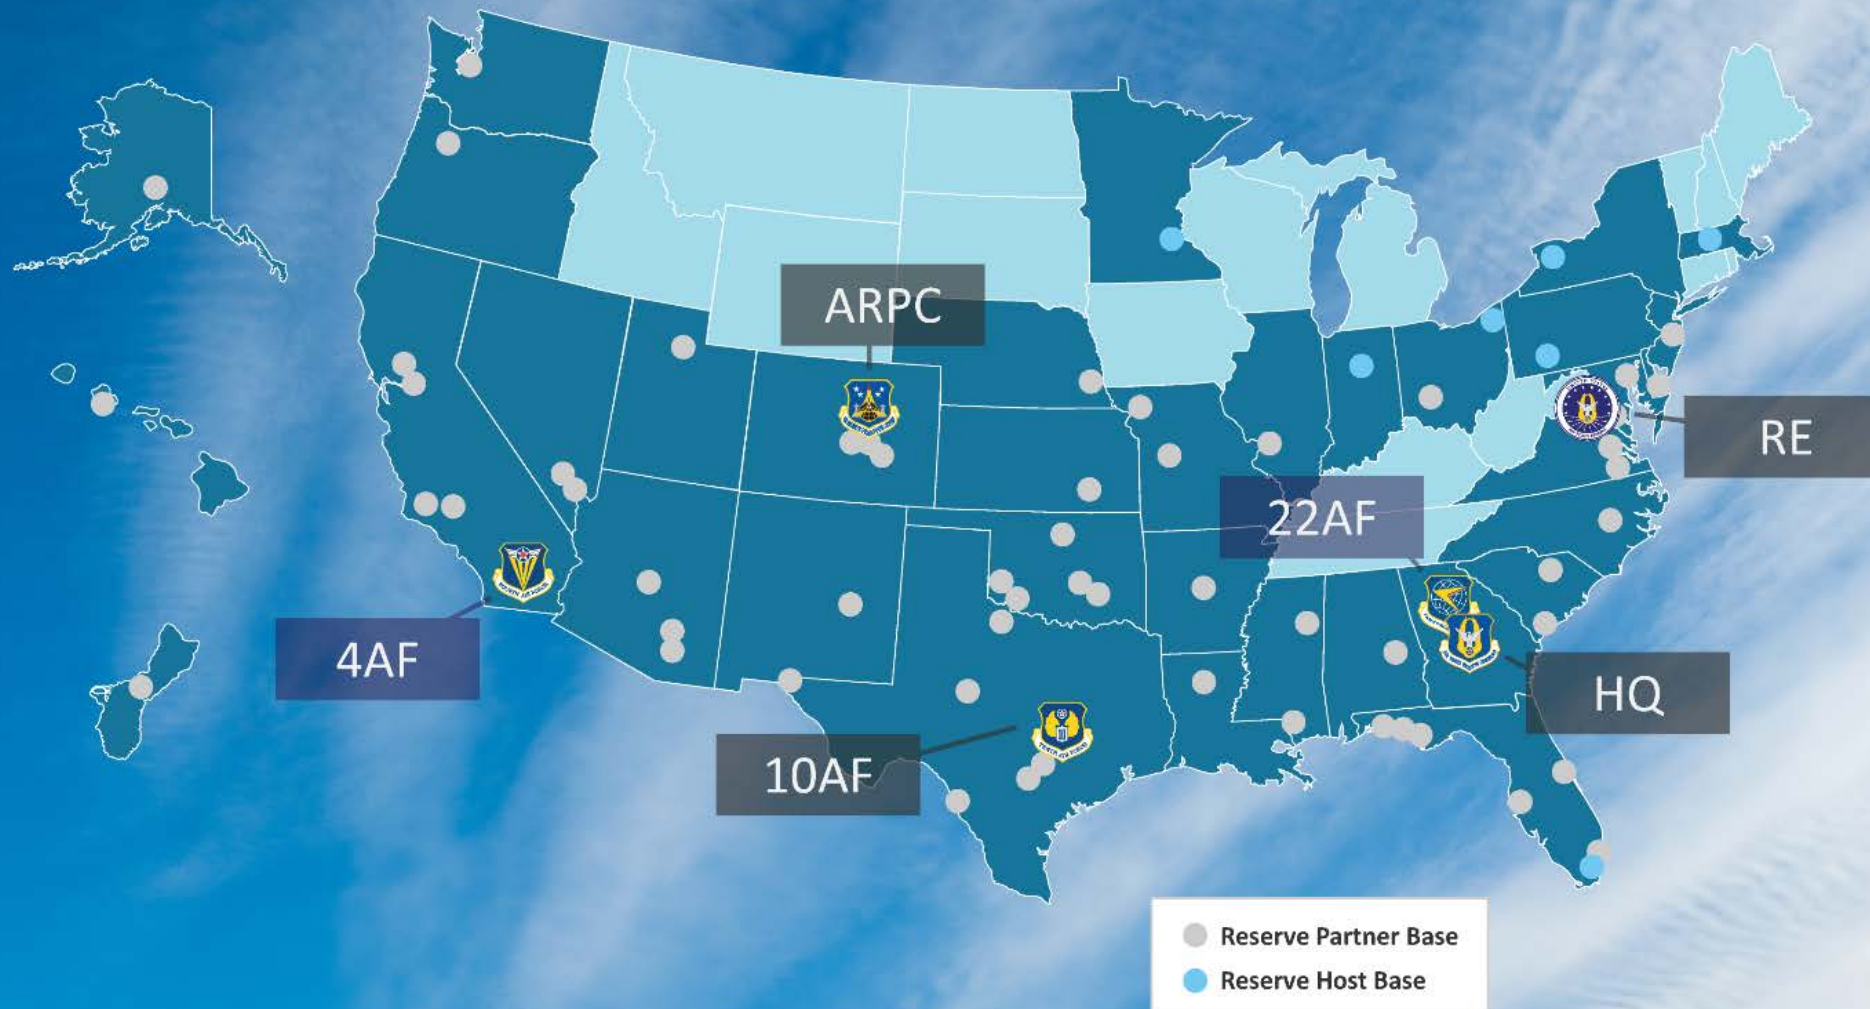 ARPC
RE
22AF
4AF
HQ
10AF
Reserve Partner Base
Reserve Host Base